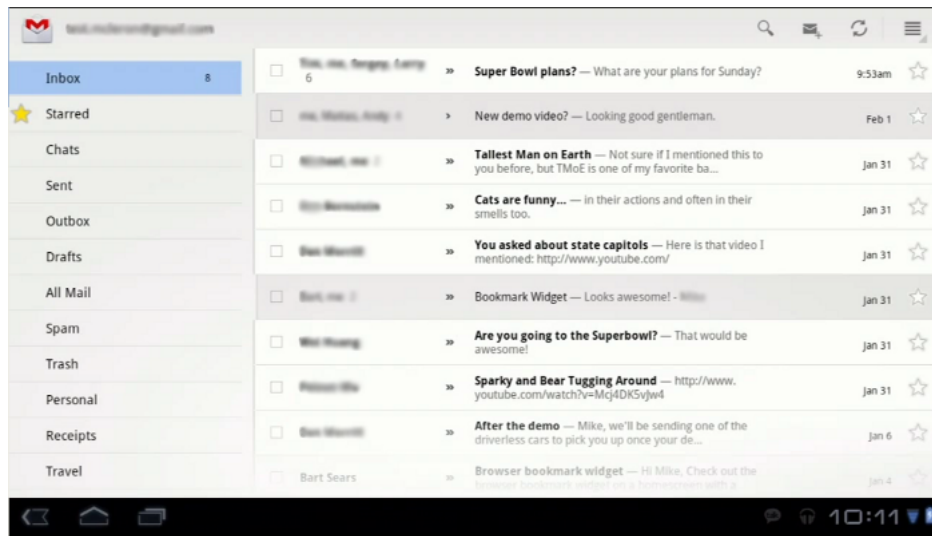 Inbox 8
Starred
Chats
Sent
Outbox
Drafts
All Mail
Spam
Trash
Personal
Receipts
Travel
6 » Super Bowl plans? — What are your plans for Sunday? 9:53am
› New demo video? — Looking good gentleman. Feb 1
» Tallest Man on Earth — Not sure if I mentioned this to Jan 31
you before, but TMoE is one of my favorite ba...
» Cats are funny... — in their actions and often in their Jan 31
smells too.
» You asked about state capitols — Here is that video I Jan 31
mentioned: http://www.youtube.com/
» Bookmark Widget — Looks awesome! - Jan 31
» Are you going to the Superbowl? — That would be Jan 31
awesome!
» Sparky and Bear Tugging Around — http://www. Jan 31
youtube.com/watch?v=Mcj4DK5vJw4
» After the demo — Mike, we'll be sending one of the Jan 6
driverless cars to pick you up once your de...
Bart Sears » Browser bookmark widget — Hi Mike, Check out the Jan 4
browser bookmark widget on a homescreen with a
10:11